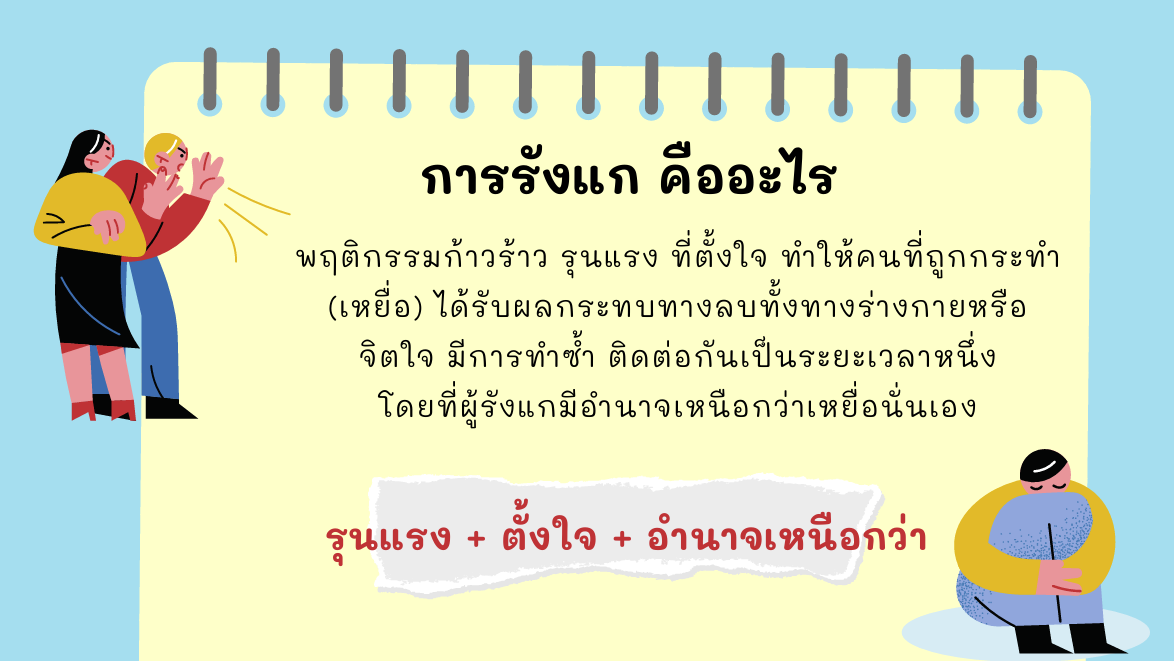 การรังแก คืออะไร
พฤติกรรมก้าวร้าว รุนแรง ที่ตั้งใจ ทำให้คนที่ถูกกระทำ
(เหยื่อ) ได้รับผลกระทบทางลบทั้งทางร่างกายหรือ
จิตใจ มีการทำซ้ำ ติดต่อกันเป็นระยะเวลาหนึ่ง
โดยที่ผู้รังแกมีอำนาจเหนือกว่าเหยื่อนั่นเอง
รุนแรง + ตั้งใจ + อำนาจเหนือกว่า